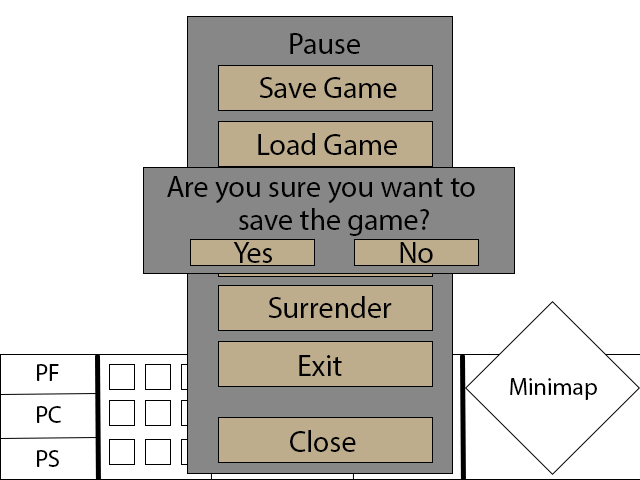 Pause
Save Game
Load Game
Are you sure you want to
save the game?
Yes
No
Surrender
Exit
Close
PF
PC
PS
Minimap